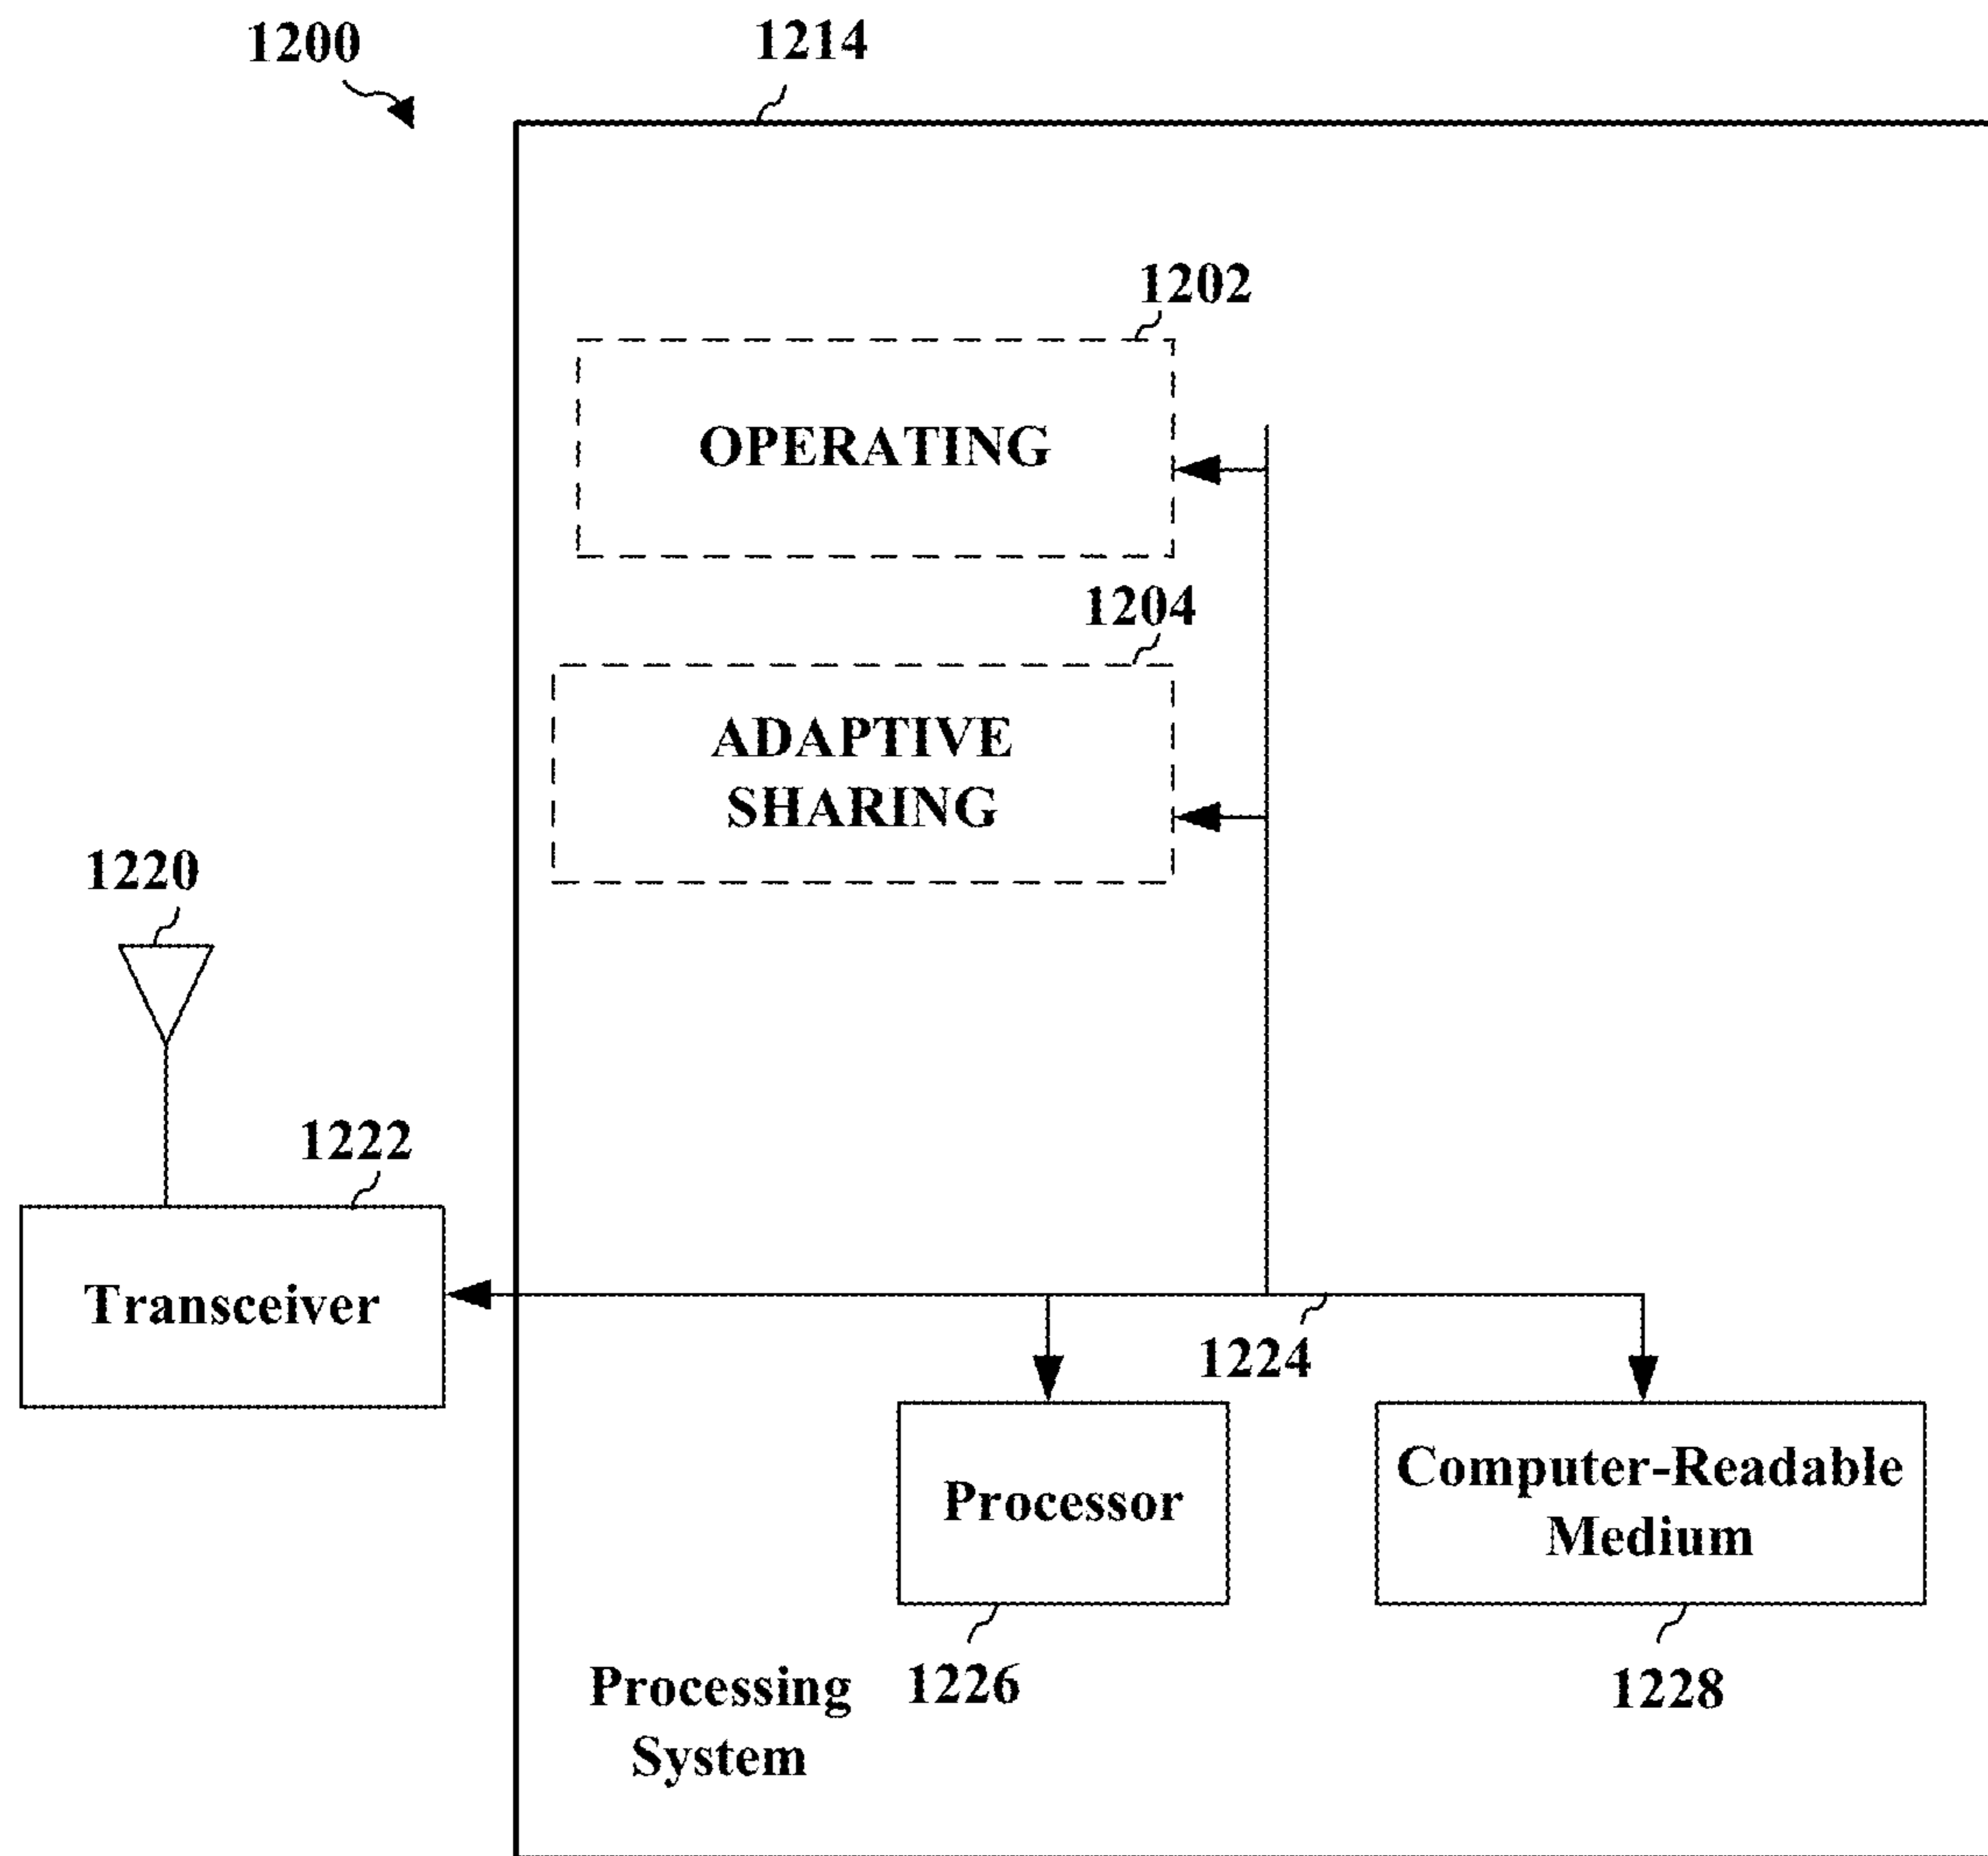 1200
1214
1202
OPERATING
1204
ADAPTIVE
SHARING
1220
1222
Transceiver
1224
Processor
Computer-Readable
Medium
Processing
System
1226
1228